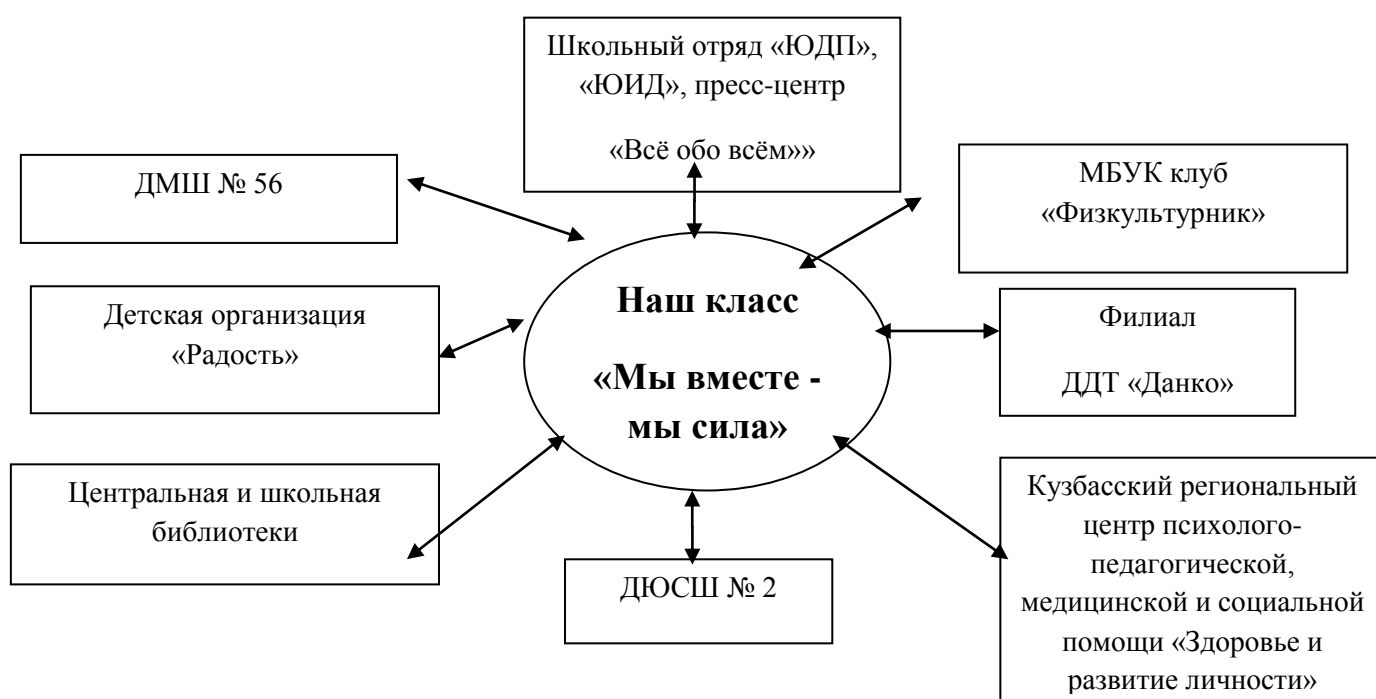 Школьный отряд «ЮДП»,
«ЮИД», пресс-центр
«Всё обо всём»»
ДМШ № 56
МБУК клуб
«Физкультурник»
Наш класс
«Мы вместе -
мы сила»
Детская организация
«Радость»
Филиал
ДДТ «Данко»
Центральная и школьная
библиотеки
ДЮСШ № 2
Кузбасский региональный
центр психолого-
педагогической,
медицинской и социальной
помощи «Здоровье и
развитие личности»